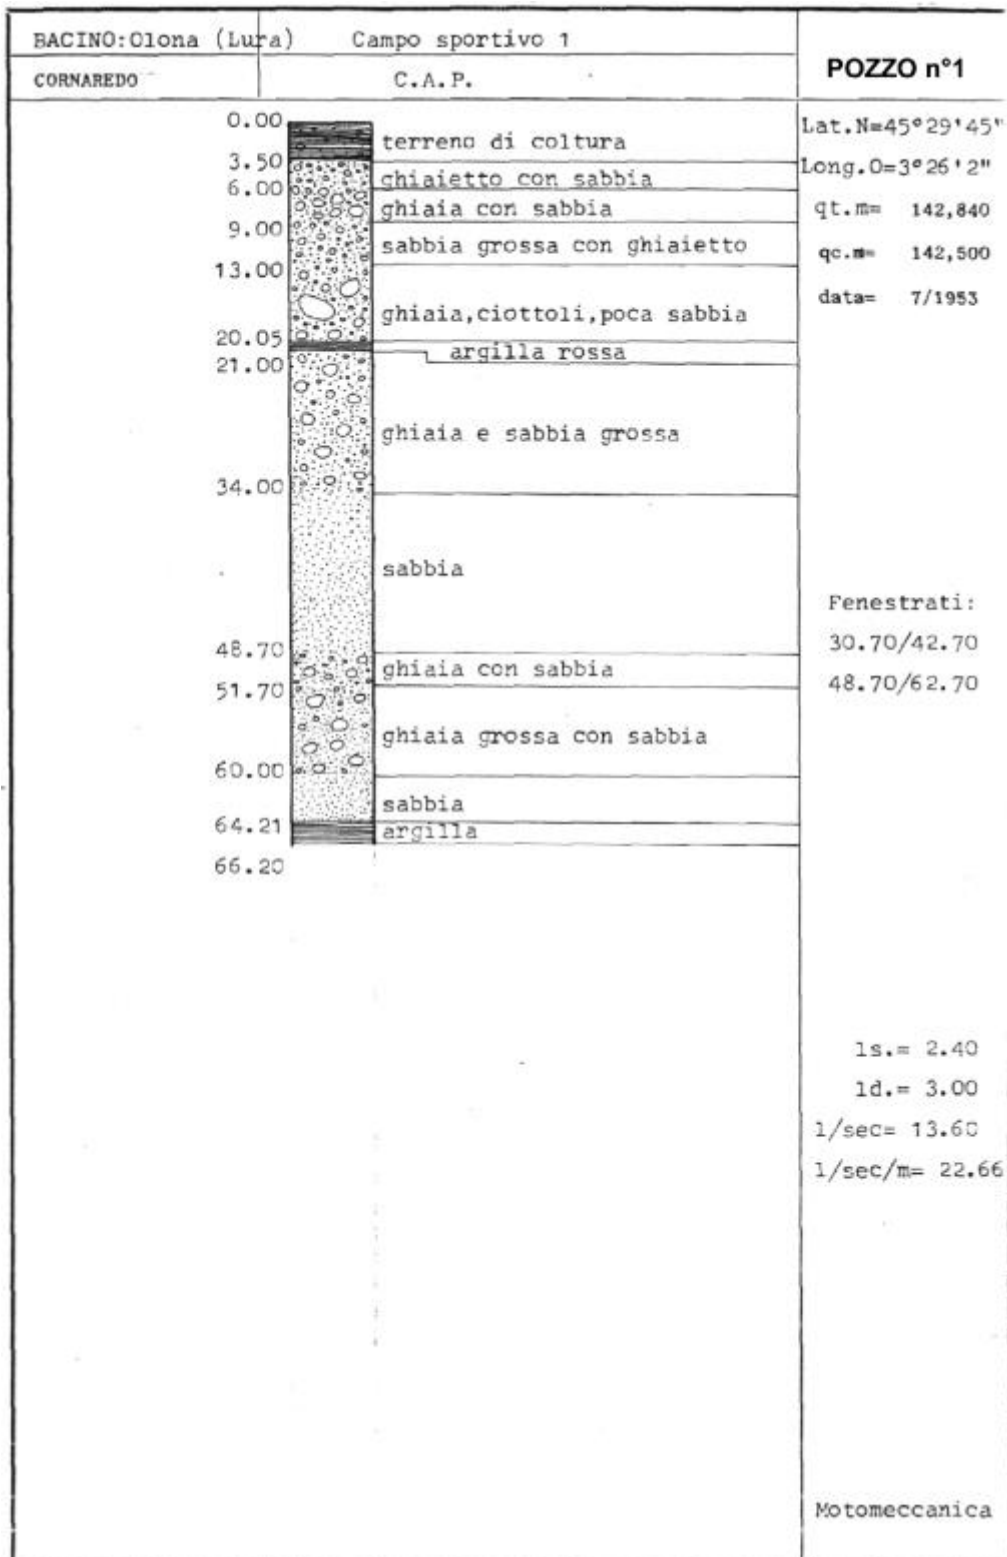 BACINO:Olona (Lura) Campo sportivo 1
CORNAREDO C.A.P.
POZZO n°1
Lat.N=45°29'45"
Long.O=3°26'2"
qt.m= 142,840
qc.m= 142,500
data= 7/1953
0.00
terreno di coltura
3.50
ghiaietto con sabbia
6.00
ghiaia con sabbia
9.00
sabbia grossa con ghiaietto
13.00
ghiaia,ciottoli,poca sabbia
20.05
argilla rossa
21.00
ghiaia e sabbia grossa
34.00
sabbia
48.70
ghiaia con sabbia
51.70
ghiaia grossa con sabbia
60.00
sabbia
64.21
argilla
66.20
Fenestrati:
30.70/42.70
48.70/62.70
ls.= 2.40
ld.= 3.00
l/sec= 13.60
l/sec/m= 22.66
Motomeccanica